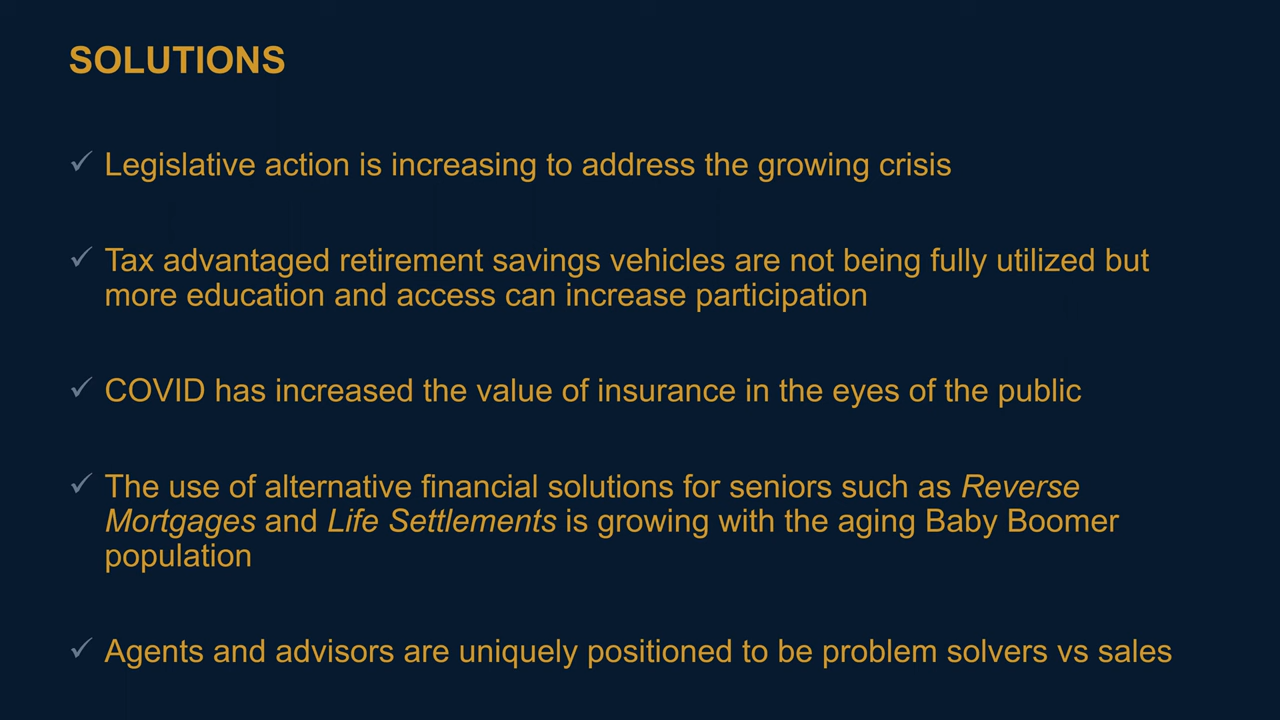 SOLUTIONS
✓ Legislative action is increasing to address the growing crisis
✓ Tax advantaged retirement savings vehicles are not being fully utilized but
more education and access can increase participation
✓ COVID has increased the value of insurance in the eyes of the public
✓ The use of alternative financial solutions for seniors such as Reverse
Mortgages and Life Settlements is growing with the aging Baby Boomer
population
✓ Agents and advisors are uniquely positioned to be problem solvers vs sales